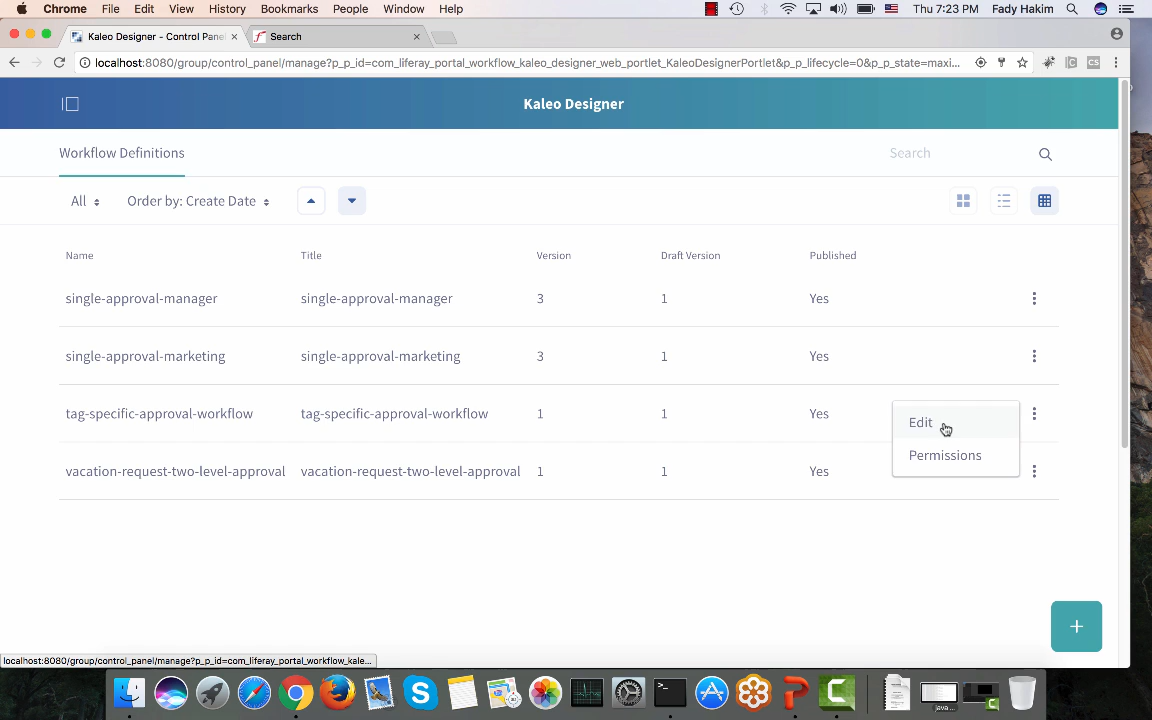 Chrome File Edit View History Bookmarks People Window Help Thu 7:23 PM Fady Hakim
Kaleo Designer - Control Pane Search
localhost:8080/group/control_panel/manage?p_p_id=com_liferay_portal_workflow_kaleo_designer_web_portlet_KaleoDesignerPortlet&p_p_lifecycle=0&p_p_state=maxi...
Kaleo Designer
Workflow Definitions Search
All Order by: Create Date
Name Title Version Draft Version Published
single-approval-manager single-approval-manager 3 1 Yes
single-approval-marketing single-approval-marketing 3 1 Yes
tag-specific-approval-workflow tag-specific-approval-workflow 1 1 Yes
Edit
Permissions
vacation-request-two-level-approval vacation-request-two-level-approval 1 1 Yes
+
localhost:8080/group/control_panel/manage?p_p_id=com_liferay_portal_workflow_kale...